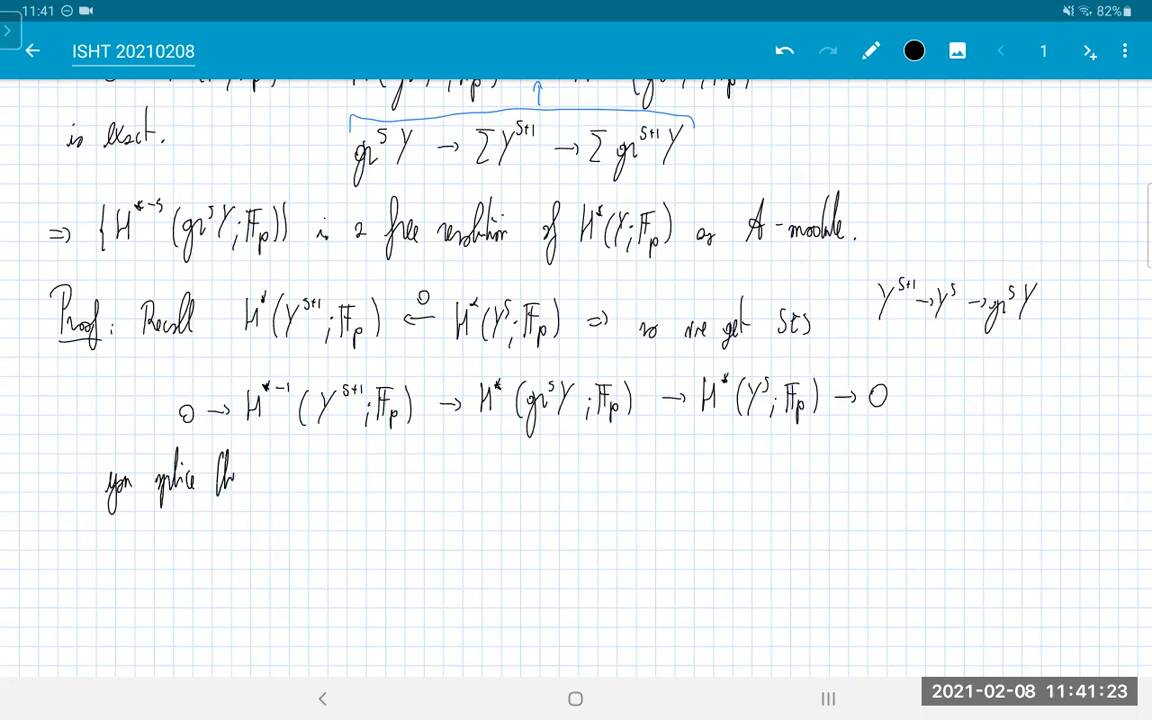 11:41 82%
ISHT 20210208 1
is exact.
gr^s Y → ΣY^{s+1} → Σ gr^{s+1} Y
⇒ {H^{*-s}(gr^s Y; 𝔽_p)} is a free resolution of H^*(Y; 𝔽_p) as A-module.
Proof: Recall H^*(Y^{s+1}; 𝔽_p) ←^0 H^*(Y^s; 𝔽_p) ⇒ so we get SES Y^{s+1} → Y^s → gr^s Y
0 → H^{*-1}(Y^{s+1}; 𝔽_p) → H^*(gr^s Y; 𝔽_p) → H^*(Y^s; 𝔽_p) → 0
you splice th
2021-02-08 11:41:23